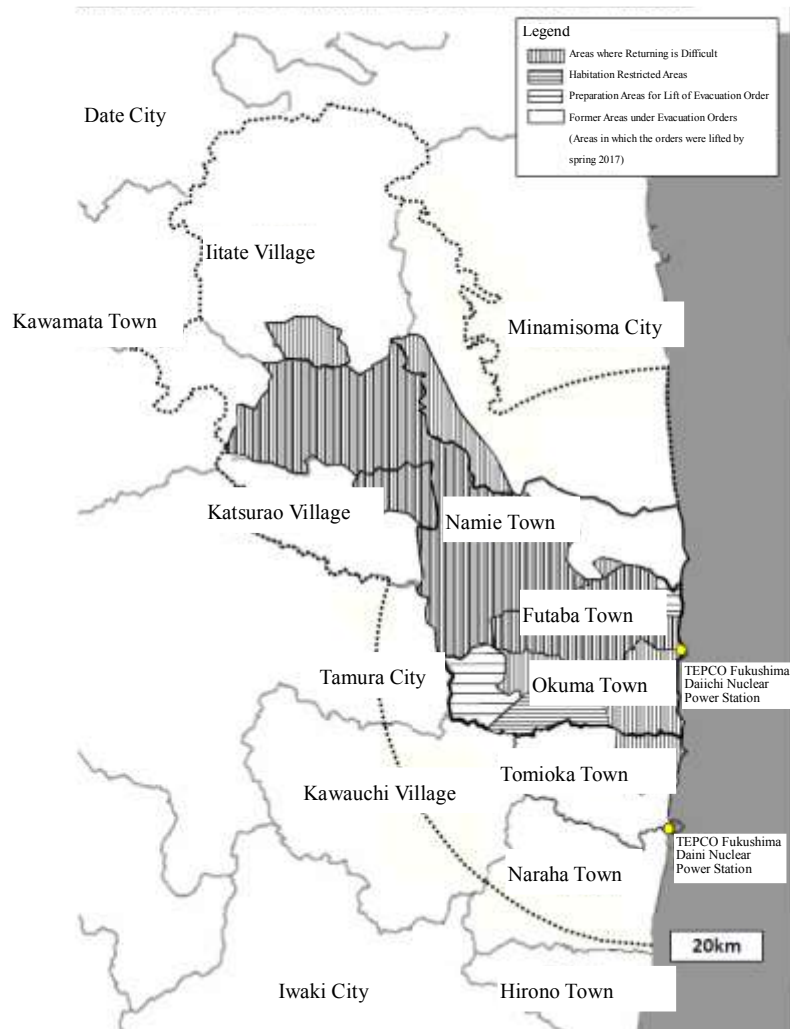 Legend
Areas where Returning is Difficult
Habitation Restricted Areas
Preparation Areas for Lift of Evacuation Order
Former Areas under Evacuation Orders
(Areas in which the orders were lifted by
spring 2017)
Date City
Iitate Village
Kawamata Town
Minamisoma City
Katsurao Village
Namie Town
Futaba Town
TEPCO Fukushima
Daiichi Nuclear
Power Station
Tamura City
Okuma Town
Tomioka Town
Kawauchi Village
TEPCO Fukushima
Daini Nuclear
Power Station
Naraha Town
20km
Iwaki City
Hirono Town